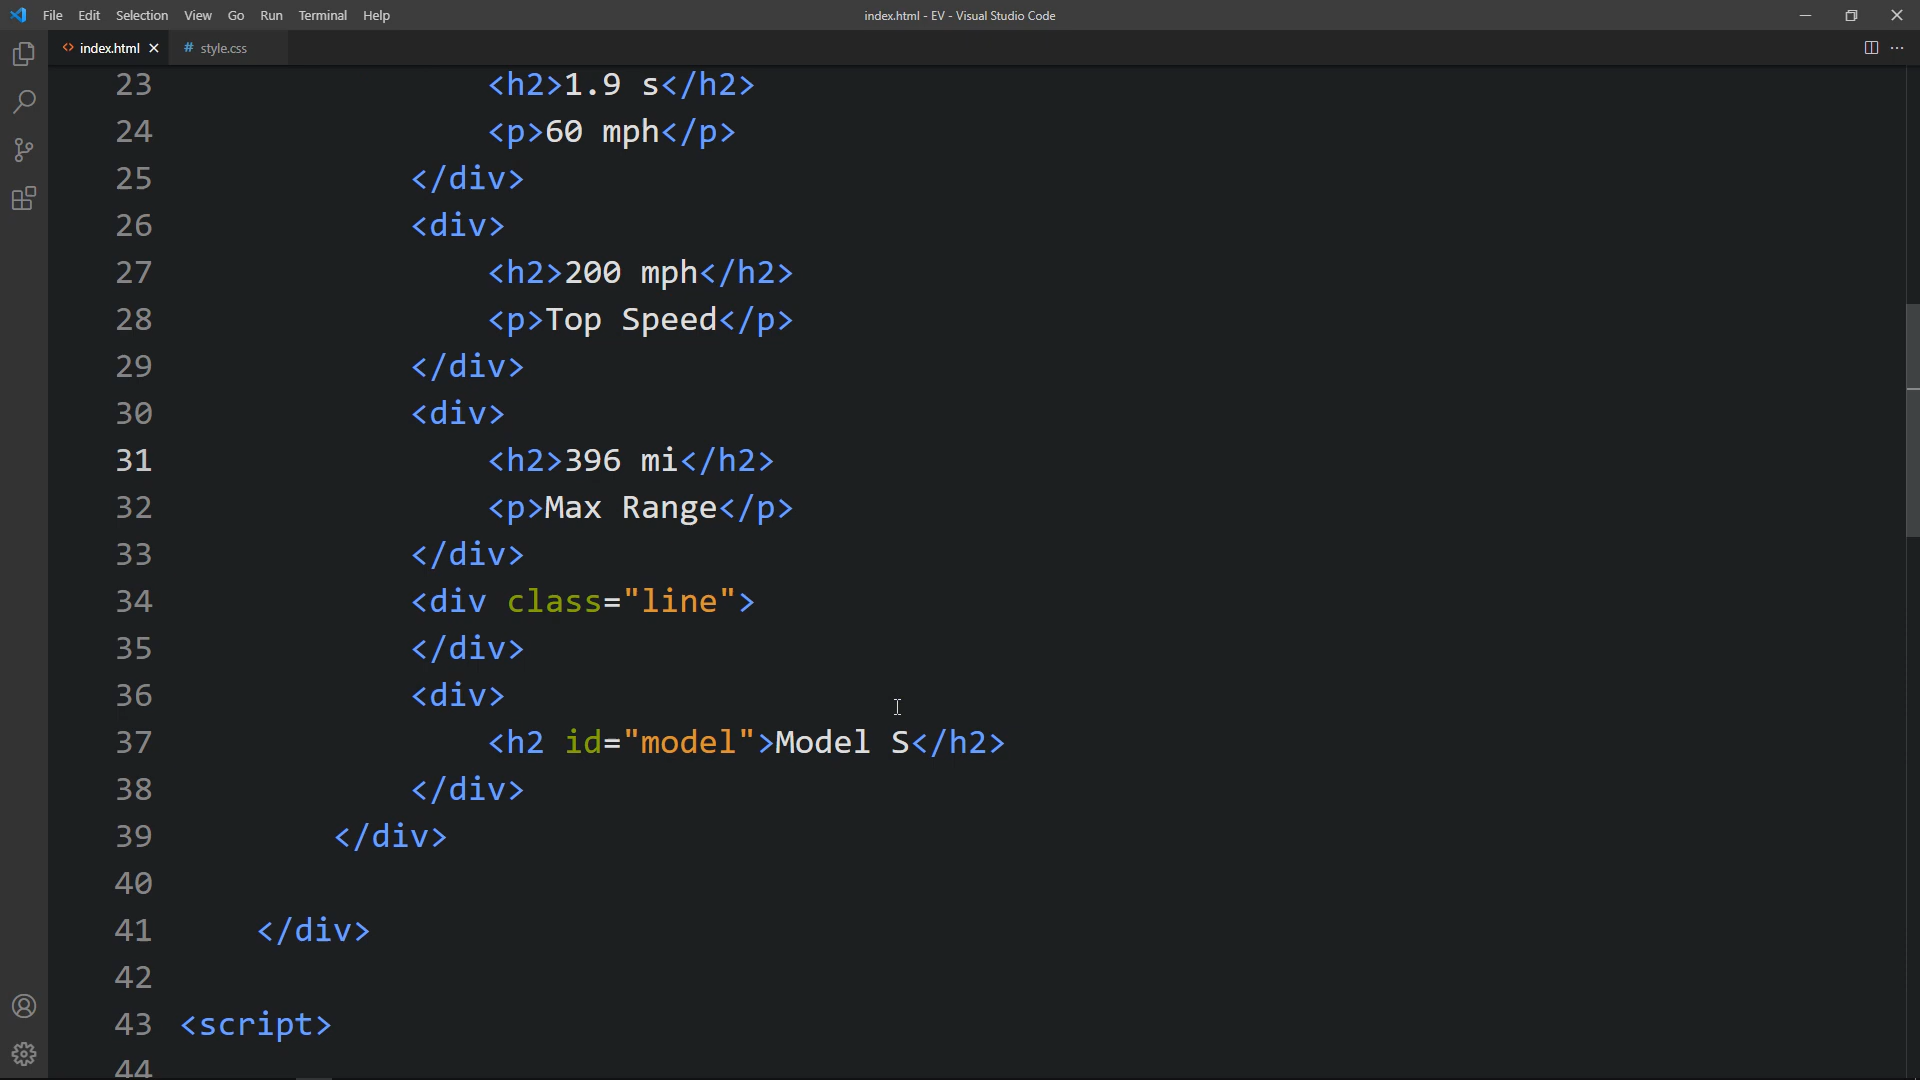 File Edit Selection View Go Run Terminal Help index.html - EV - Visual Studio Code
<> index.html # style.css
23 <h2>1.9 s</h2>
24 <p>60 mph</p>
25 </div>
26 <div>
27 <h2>200 mph</h2>
28 <p>Top Speed</p>
29 </div>
30 <div>
31 <h2>396 mi</h2>
32 <p>Max Range</p>
33 </div>
34 <div class="line">
35 </div>
36 <div>
37 <h2 id="model">Model S</h2>
38 </div>
39 </div>
40
41 </div>
42
43 <script>
44